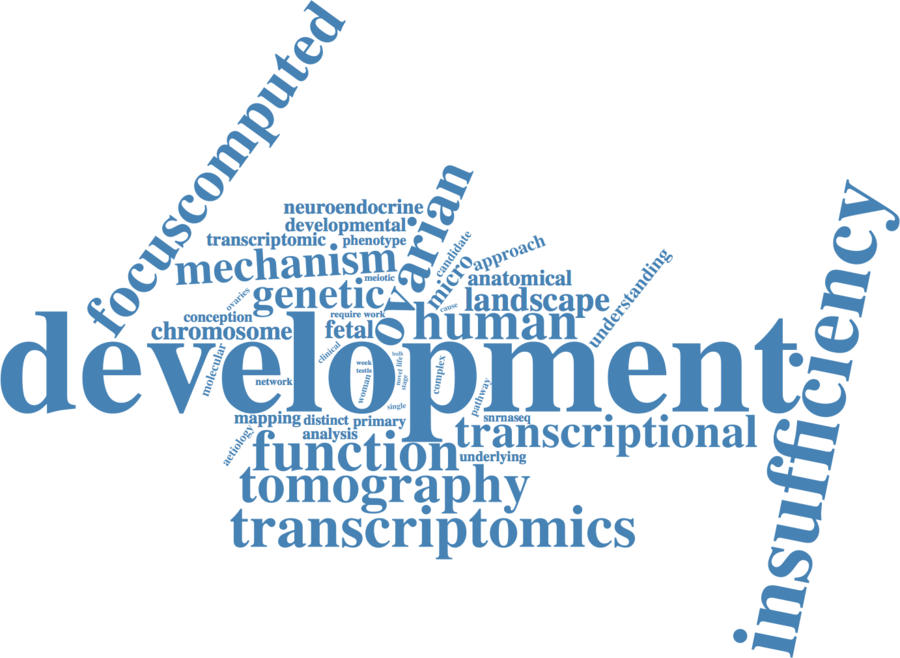 focuscomputed
neuroendocrine
developmental
transcriptomic phenotype
mechanism
meiotic
ovarian
candidate
micro
approach
anatomical
ovaries
genetic
cause
landscape
understanding
conception
require work
chromosome
fetal
human
development
insufficiency
molecular
clinical
network
week
testis
woman
bulk
life
novel
stage
complex
single
pathway
snrnaseq
mapping distinct primary
transcriptional
analysis
aetiology
function
underlying
tomography
transcriptomics